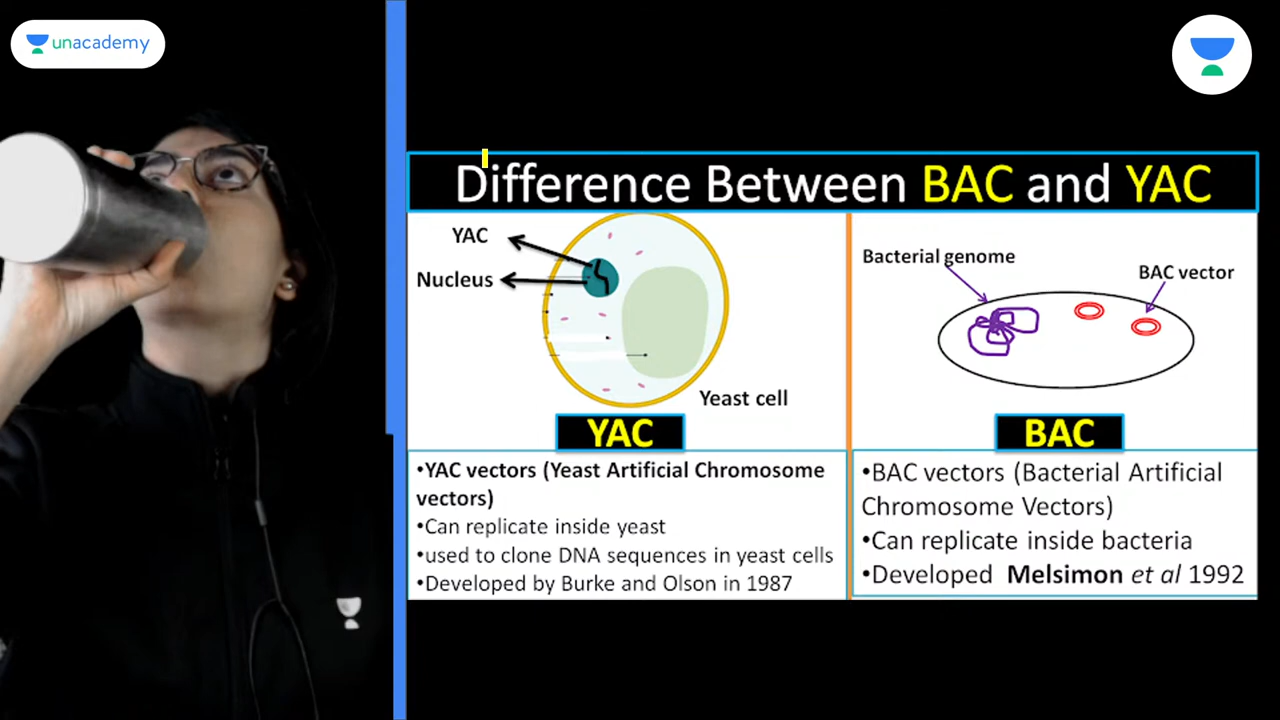 unacademy
Difference Between BAC and YAC
YAC
Nucleus
Yeast cell
YAC
•YAC vectors (Yeast Artificial Chromosome
vectors)
•Can replicate inside yeast
•used to clone DNA sequences in yeast cells
•Developed by Burke and Olson in 1987
Bacterial genome
BAC vector
BAC
•BAC vectors (Bacterial Artificial
Chromosome Vectors)
•Can replicate inside bacteria
•Developed Melsimon et al 1992